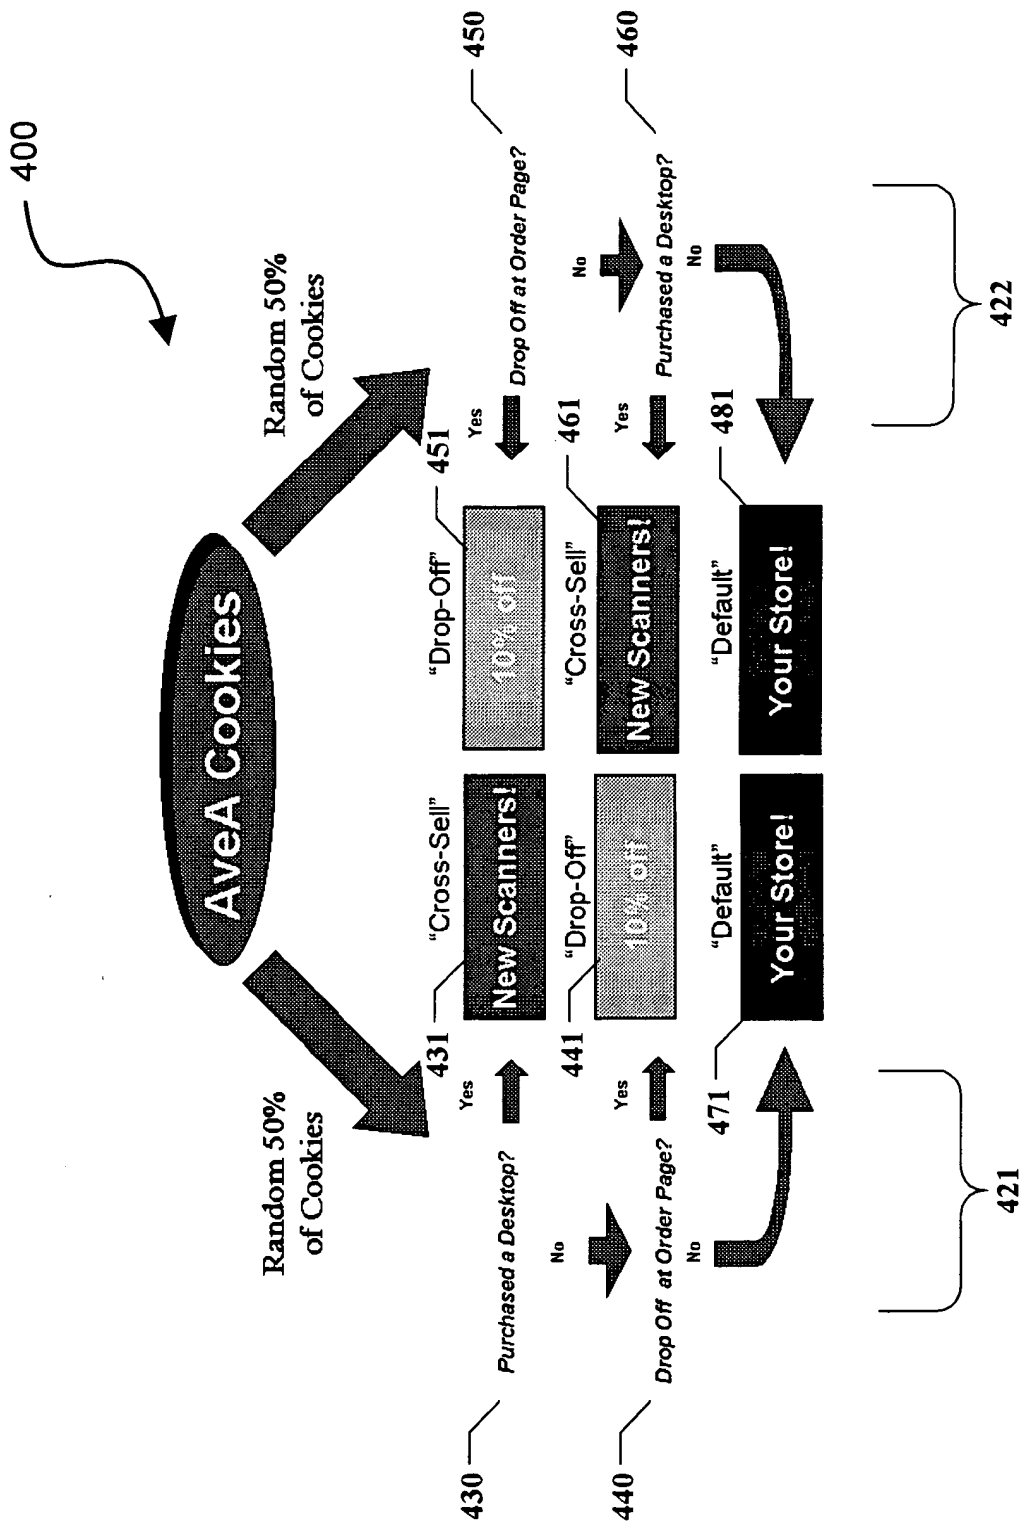 400
AveA Cookies
Random 50%
of Cookies
Random 50%
of Cookies
430
Purchased a Desktop?
Yes
431
"Cross-Sell"
New Scanners!
No
440
Drop Off at Order Page?
Yes
441
"Drop-Off"
10% off
No
471
"Default"
Your Store!
421
450
Drop Off at Order Page?
Yes
451
"Drop-Off"
10% off
No
460
Purchased a Desktop?
Yes
461
"Cross-Sell"
New Scanners!
No
481
"Default"
Your Store!
422